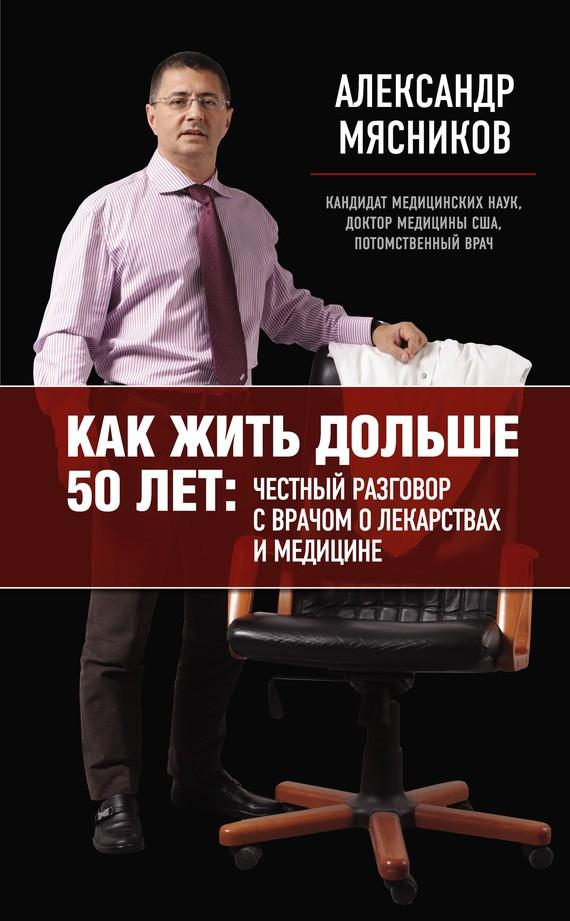 АЛЕКСАНДР
МЯСНИКОВ
КАНДИДАТ МЕДИЦИНСКИХ НАУК,
ДОКТОР МЕДИЦИНЫ США,
ПОТОМСТВЕННЫЙ ВРАЧ
КАК ЖИТЬ ДОЛЬШЕ
50 ЛЕТ:
ЧЕСТНЫЙ РАЗГОВОР
С ВРАЧОМ О ЛЕКАРСТВАХ
И МЕДИЦИНЕ